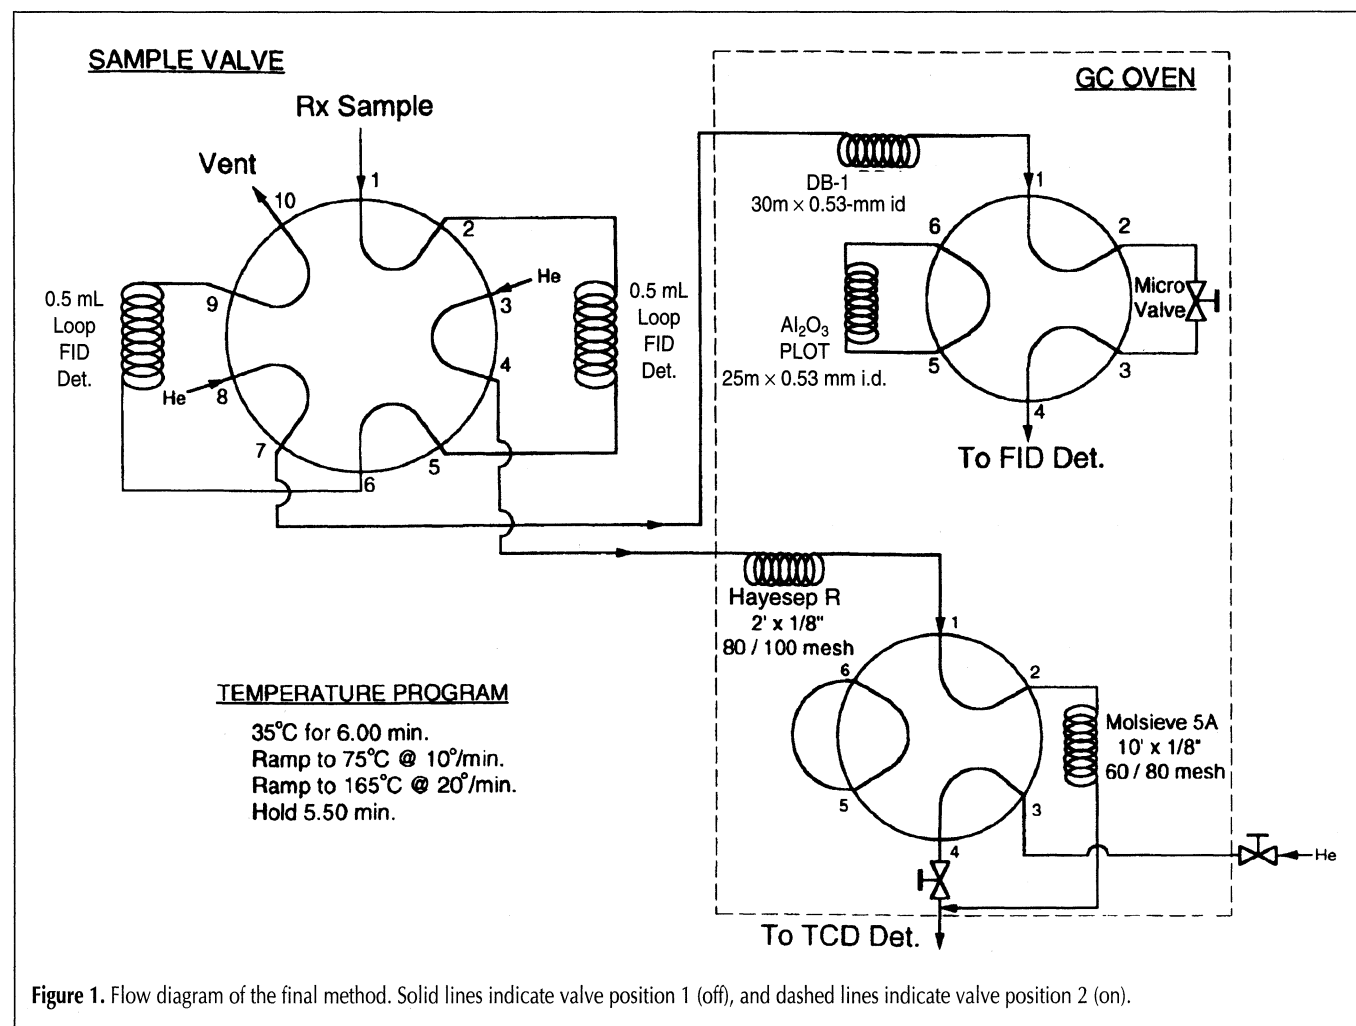 SAMPLE VALVE
Rx Sample
Vent
1
10
2
He
3
9
0.5 mL
Loop
FID
Det.
0.5 mL
Loop
FID
Det.
4
He
8
7
5
6
GC OVEN
DB-1
30m × 0.53-mm id
1
6
2
Micro
Valve
Al₂O₃
PLOT
25m × 0.53 mm i.d.
5
3
4
To FID Det.
Hayesep R
2' x 1/8"
80 / 100 mesh
1
6
2
Molsieve 5A
10' x 1/8"
60 / 80 mesh
5
3
4
He
To TCD Det.
TEMPERATURE PROGRAM
35°C for 6.00 min.
Ramp to 75°C @ 10°/min.
Ramp to 165°C @ 20°/min.
Hold 5.50 min.
Figure 1. Flow diagram of the final method. Solid lines indicate valve position 1 (off), and dashed lines indicate valve position 2 (on).